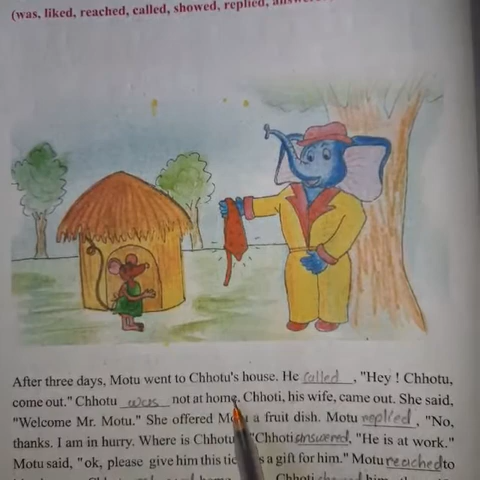 (was, liked, reached, called, showed, replied,
After three days, Motu went to Chhotu's house. He called, "Hey ! Chhotu,
come out." Chhotu was not at home. Chhoti, his wife, came out. She said,
"Welcome Mr. Motu." She offered a fruit dish. Motu replied, "No,
thanks. I am in hurry. Where is "Chhoti answered, "He is at work."
Motu said, "ok, please give him this a gift for him." Motu reached to
Chhoti